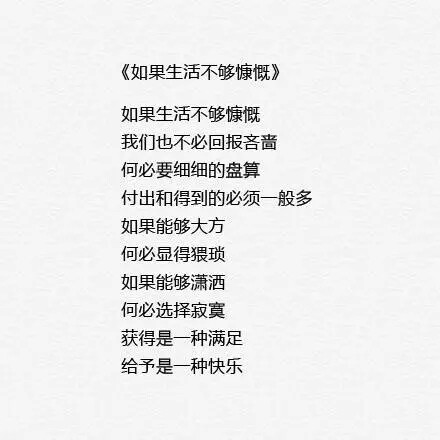 《如果生活不够慷慨》
如果生活不够慷慨
我们也不必回报吝啬
何必要细细的盘算
付出和得到的必须一般多
如果能够大方
何必显得猥琐
如果能够潇洒
何必选择寂寞
获得是一种满足
给予是一种快乐